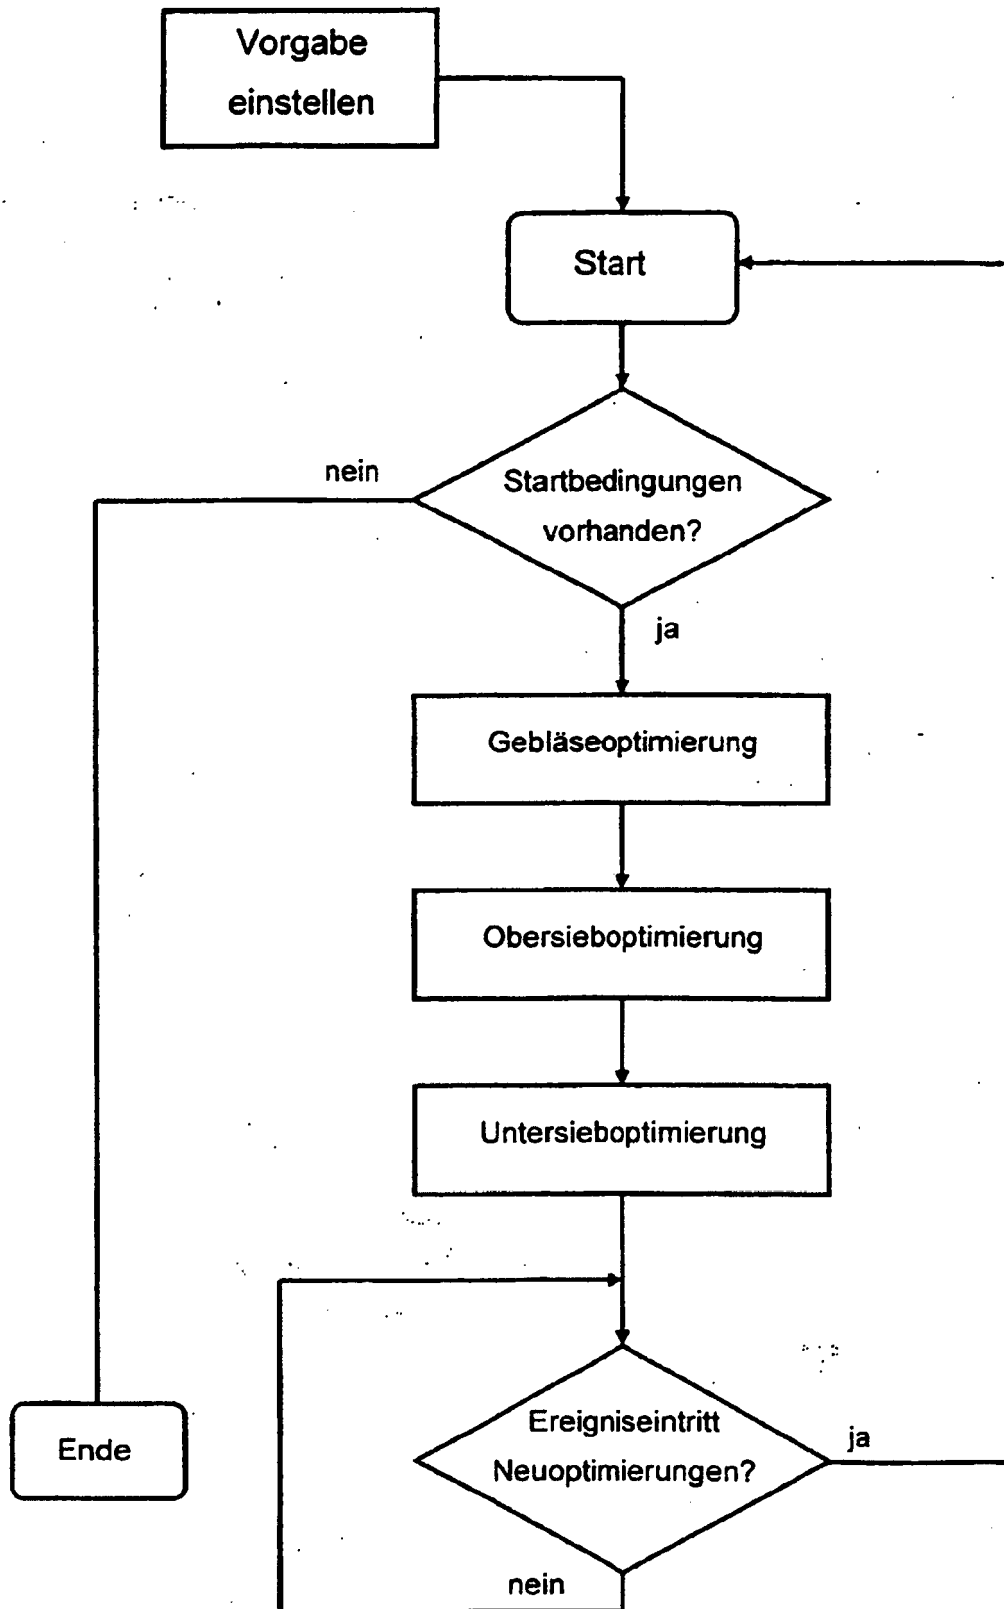 Vorgabe
einstellen
Start
nein
Startbedingungen
vorhanden?
ja
Gebläseoptimierung
Obersieboptimierung
Untersieboptimierung
Ereigniseintritt
Neuoptimierungen?
ja
Ende
nein